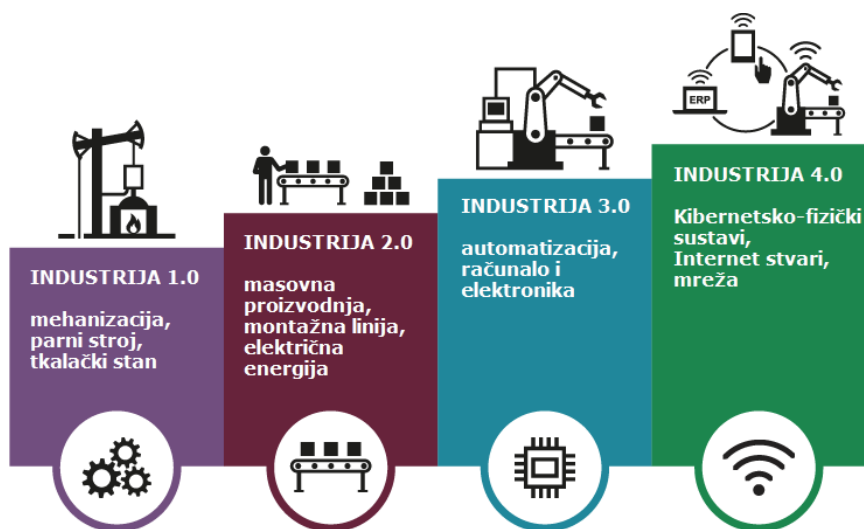 INDUSTRIJA 1.0
mehanizacija,
parni stroj,
tkalački stan
INDUSTRIJA 2.0
masovna
proizvodnja,
montažna linija,
električna
energija
INDUSTRIJA 3.0
automatizacija,
računalo i
elektronika
ERP
INDUSTRIJA 4.0
Kibernetsko-fizički
sustavi,
Internet stvari,
mreža